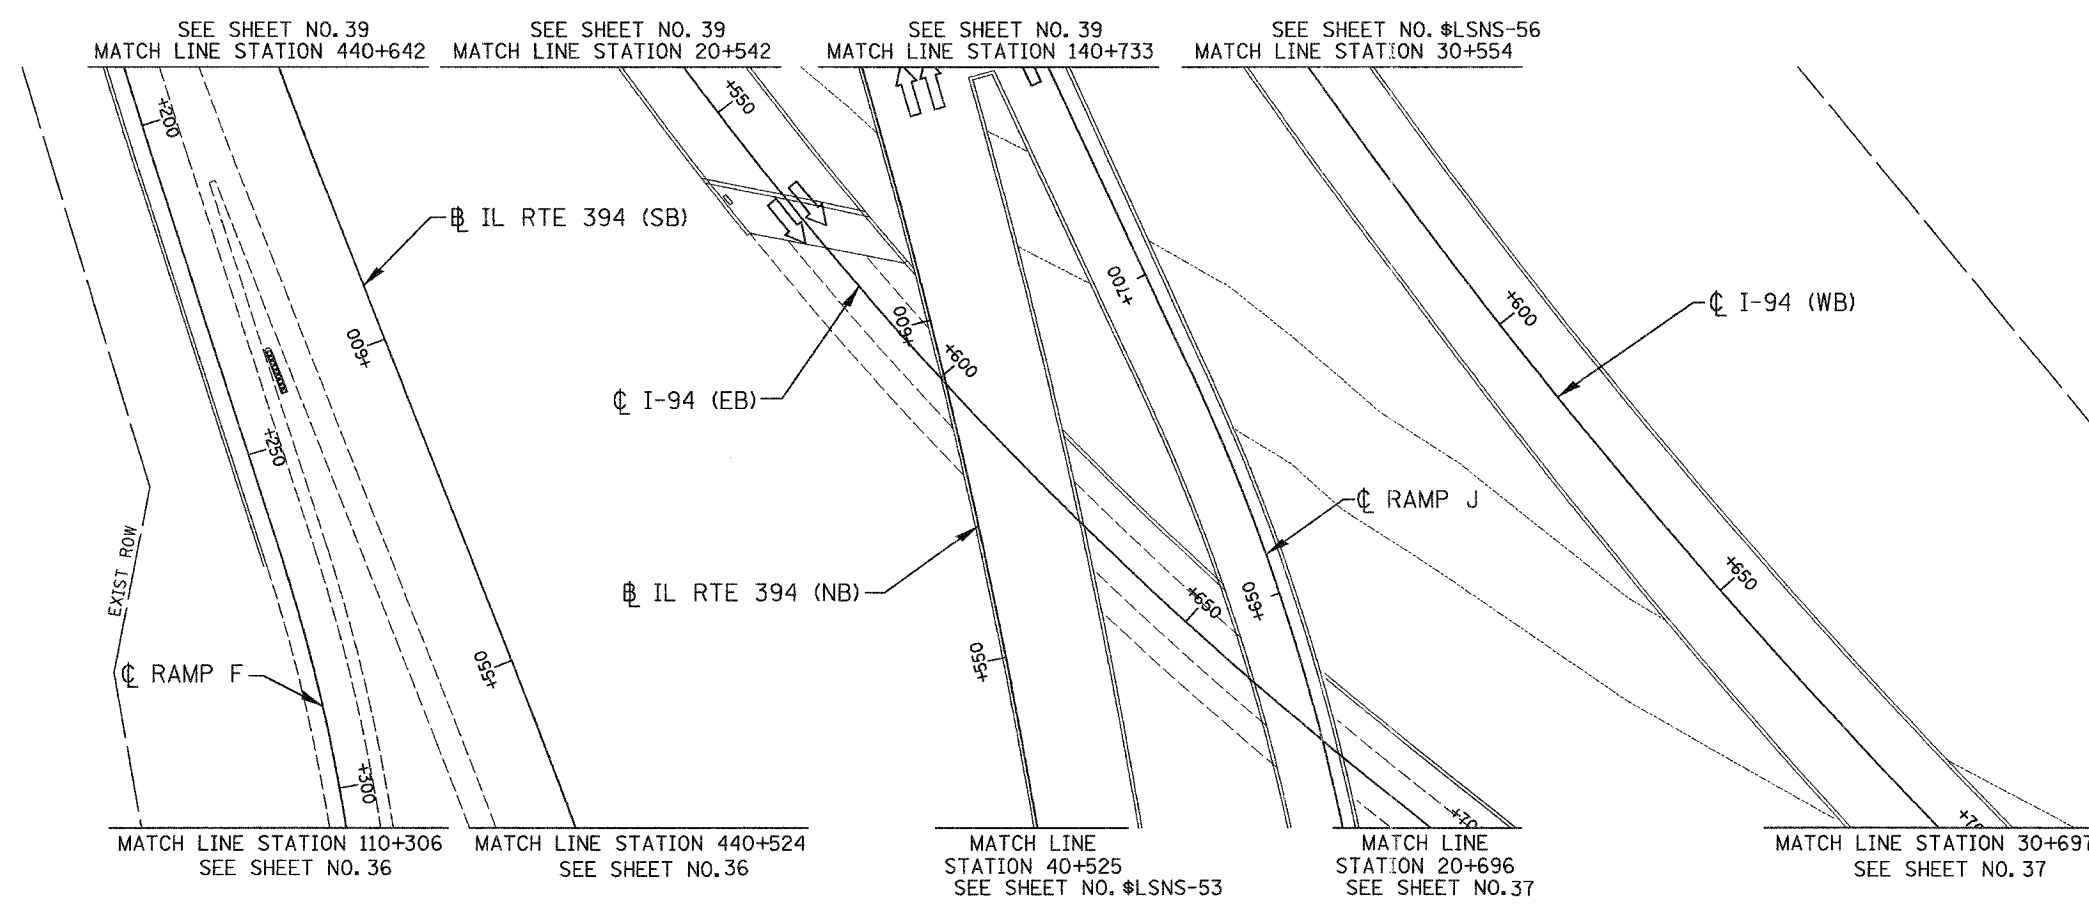 SEE SHEET NO. 39
MATCH LINE STATION 440+642
SEE SHEET NO. 39
MATCH LINE STATION 20+542
SEE SHEET NO. 39
MATCH LINE STATION 140+733
SEE SHEET NO. $LSNS-56
MATCH LINE STATION 30+554
+200
+550
℄ IL RTE 394 (SB)
+700
+600
℄ I-94 (WB)
+600
+600
+600
℄ I-94 (EB)
+250
℄ RAMP J
EXIST ROW
℄ IL RTE 394 (NB)
+650
+650
+650
+550
+550
℄ RAMP F
+300
MATCH LINE STATION 110+306
SEE SHEET NO. 36
MATCH LINE STATION 440+524
SEE SHEET NO. 36
MATCH LINE
STATION 40+525
SEE SHEET NO. $LSNS-53
MATCH LINE
STATION 20+696
SEE SHEET NO. 37
MATCH LINE STATION 30+697
SEE SHEET NO. 37